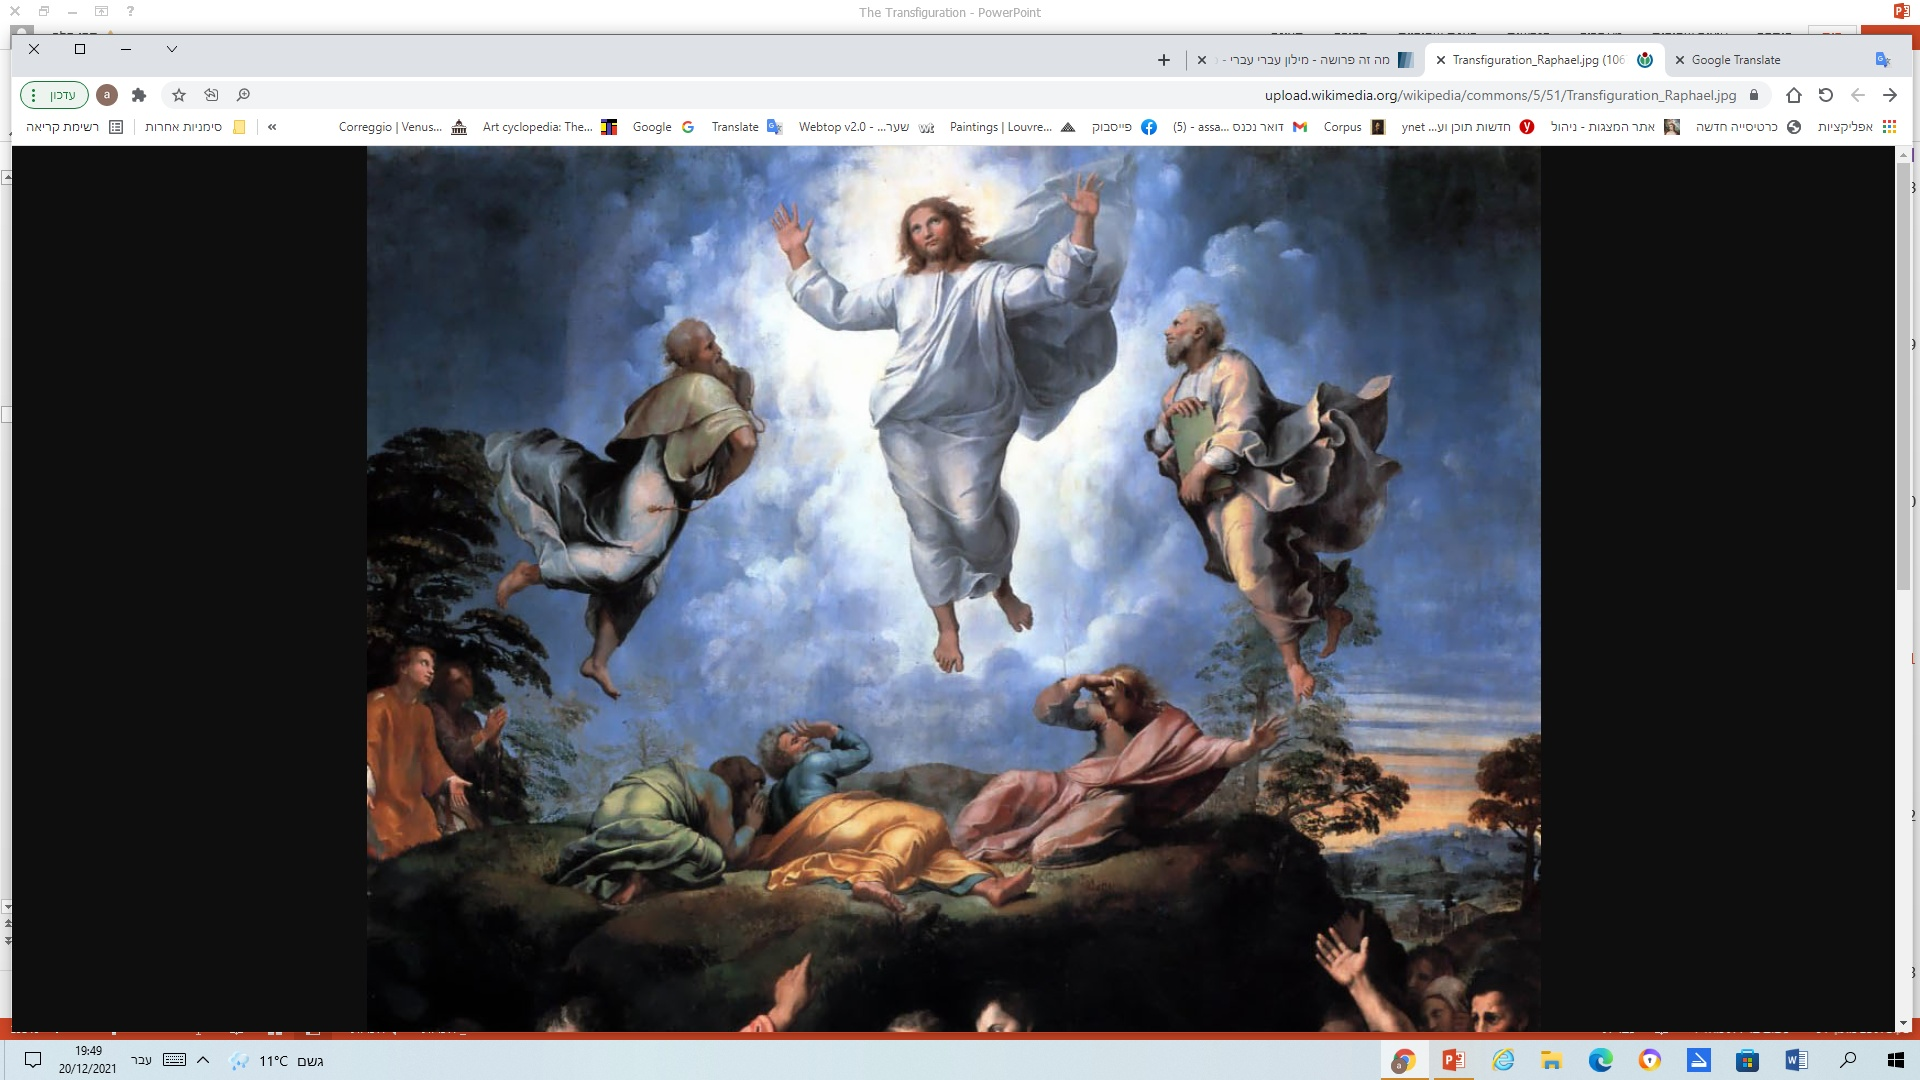 The Transfiguration - PowerPoint
מה זה פרושה - מילון עברי עברי -
Transfiguration_Raphael.jpg (106
Google Translate
עדכון
a
upload.wikimedia.org/wikipedia/commons/5/51/Transfiguration_Raphael.jpg
אפליקציות
כרטיסייה חדשה
אתר המצגות - ניהול
חדשות תוכן וע... ynet
Corpus
דואר נכנס (5) - assa...
פייסבוק
Paintings | Louvre...
Webtop v2.0 - שער...
Translate
Google
Art cyclopedia: The...
Correggio | Venus...
»
סימניות אחרות
רשימת קריאה
19:49
20/12/2021
עבר
11°C גשם